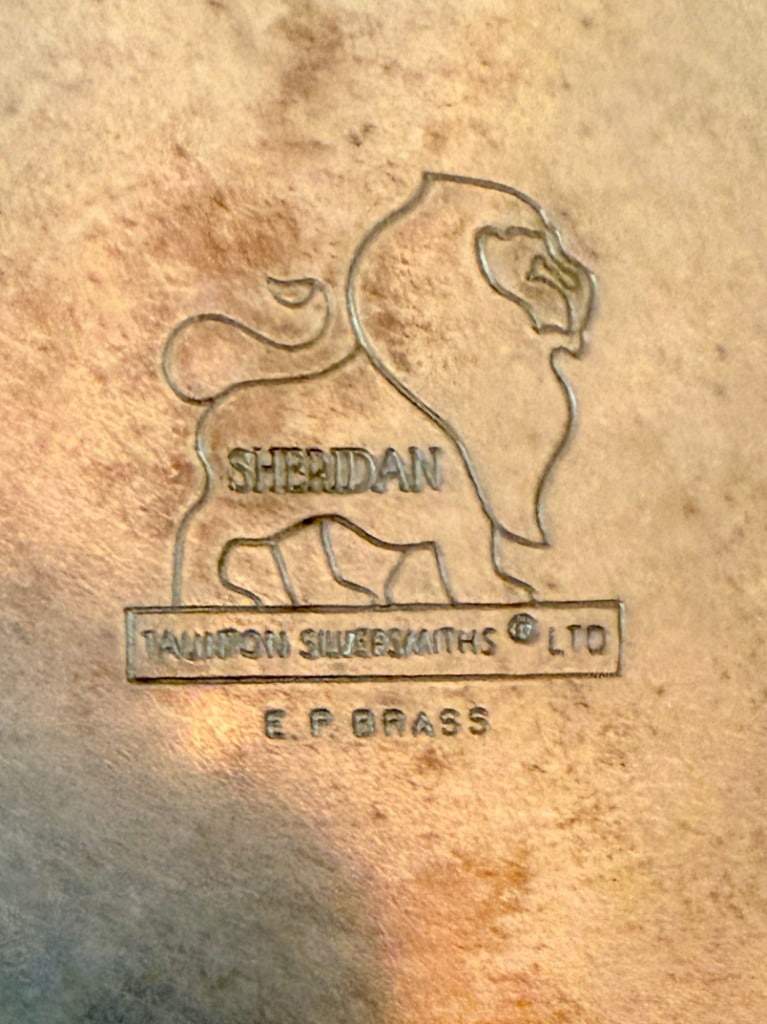 SHERIDAN
TAUNTON SILVERSMITHS ® LTD
E. P. BRASS